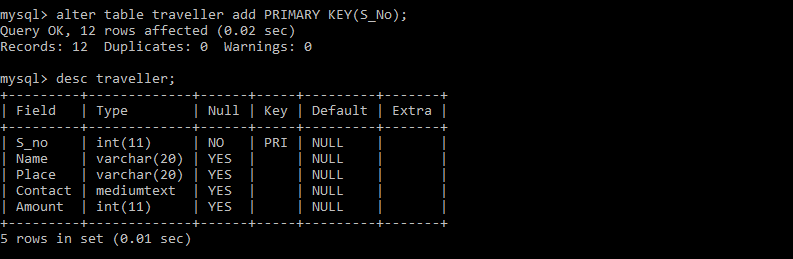 mysql> alter table traveller add PRIMARY KEY(S_No);
Query OK, 12 rows affected (0.02 sec)
Records: 12  Duplicates: 0  Warnings: 0

mysql> desc traveller;
+---------+-------------+------+-----+---------+-------+
| Field   | Type        | Null | Key | Default | Extra |
+---------+-------------+------+-----+---------+-------+
| S_no    | int(11)     | NO   | PRI | NULL    |       |
| Name    | varchar(20) | YES  |     | NULL    |       |
| Place   | varchar(20) | YES  |     | NULL    |       |
| Contact | mediumtext  | YES  |     | NULL    |       |
| Amount  | int(11)     | YES  |     | NULL    |       |
+---------+-------------+------+-----+---------+-------+
5 rows in set (0.01 sec)